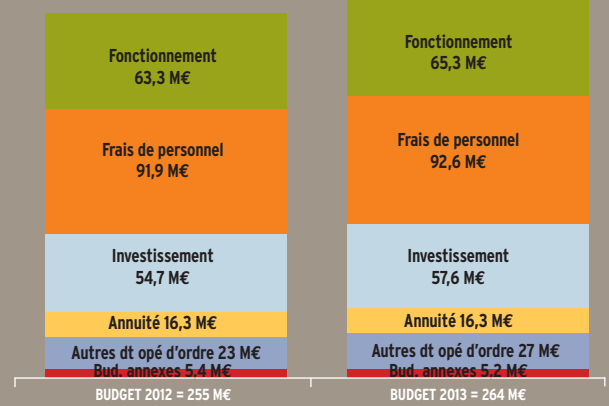 Fonctionnement
63,3 M€
Frais de personnel
91,9 M€
Investissement
54,7 M€
Annuité 16,3 M€
Autres dt opé d'ordre 23 M€
Bud. annexes 5,4 M€
BUDGET 2012 = 255 M€
Fonctionnement
65,3 M€
Frais de personnel
92,6 M€
Investissement
57,6 M€
Annuité 16,3 M€
Autres dt opé d'ordre 27 M€
Bud. annexes 5,2 M€
BUDGET 2013 = 264 M€